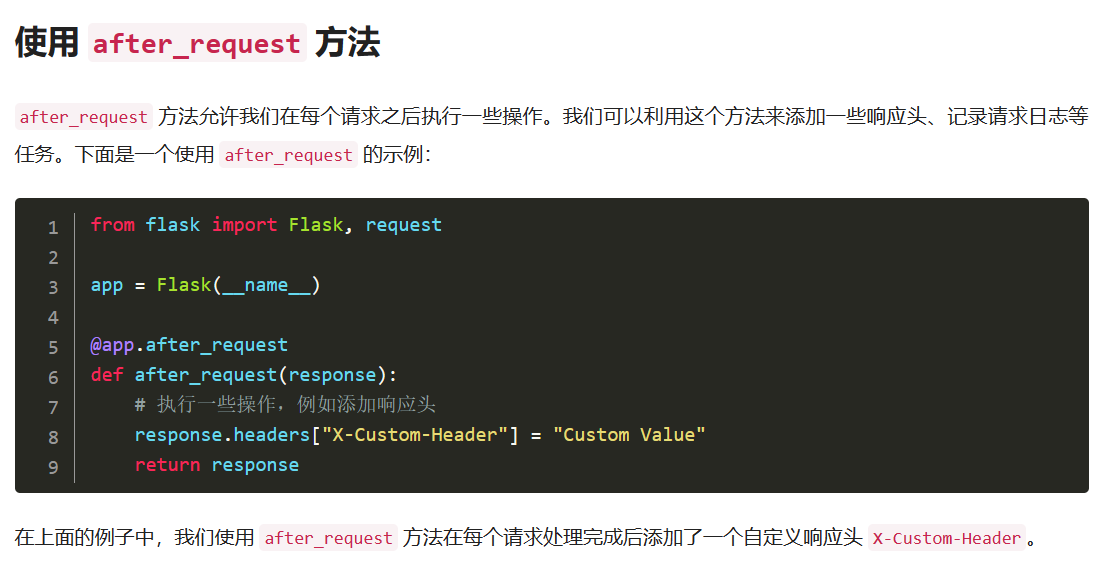 使用 after_request 方法
after_request 方法允许我们在每个请求之后执行一些操作。我们可以利用这个方法来添加一些响应头、记录请求日志等
任务。下面是一个使用 after_request 的示例：
1 from flask import Flask, request
2
3 app = Flask(__name__)
4
5 @app.after_request
6 def after_request(response):
7     # 执行一些操作，例如添加响应头
8     response.headers["X-Custom-Header"] = "Custom Value"
9     return response
在上面的例子中，我们使用 after_request 方法在每个请求处理完成后添加了一个自定义响应头 X-Custom-Header。